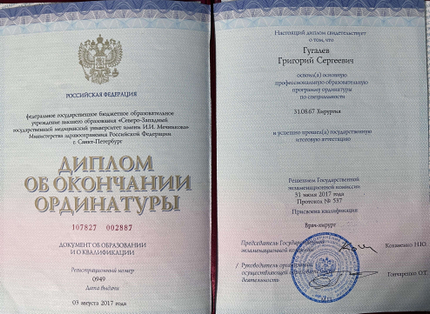 РОССИЙСКАЯ ФЕДЕРАЦИЯ
федеральное государственное бюджетное образовательное
учреждение высшего образования «Северо-Западный
государственный медицинский университет имени И.И. Мечникова»
Министерства здравоохранения Российской Федерации
г. Санкт-Петербург
ДИПЛОМ
ОБ ОКОНЧАНИИ
ОРДИНАТУРЫ
107827 002887
ДОКУМЕНТ ОБ ОБРАЗОВАНИИ
И О КВАЛИФИКАЦИИ
Регистрационный номер
0949
Дата выдачи
03 августа 2017 года
Настоящий диплом свидетельствует
о том, что
Гугалев
Григорий Сергеевич
освоил(а) основную
профессиональную образовательную
программу ординатуры
по специальности
31.08.67 Хирургия
и успешно прошёл(а) государственную
итоговую аттестацию
Решением Государственной
экзаменационной комиссии
31 июля 2017 года
Протокол № 537
Присвоена квалификация
Врач-хирург
Председатель Государственной
экзаменационной комиссии
Руководитель организации,
осуществляющей образовательную
деятельность